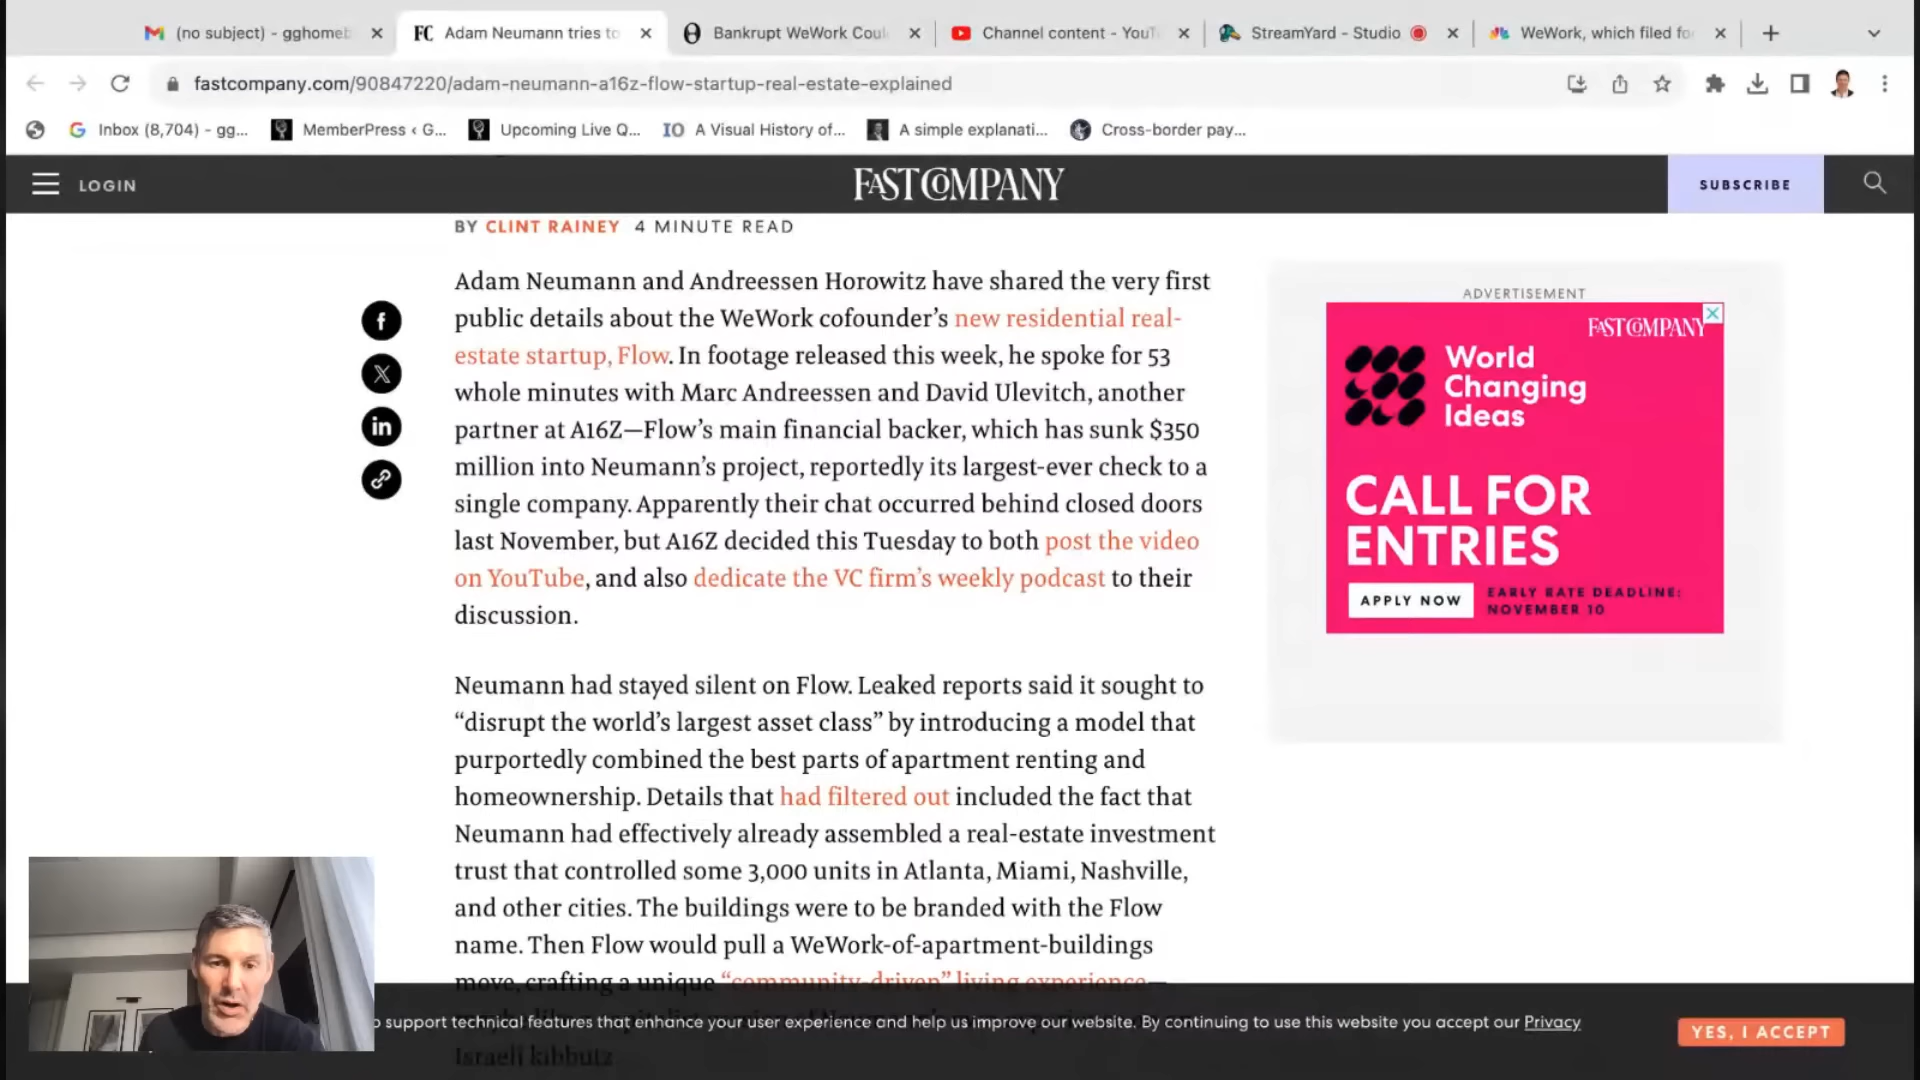 (no subject) - gghomeb
Adam Neumann tries to
Bankrupt WeWork Coul
Channel content - YouT
StreamYard - Studio
WeWork, which filed fo
fastcompany.com/90847220/adam-neumann-a16z-flow-startup-real-estate-explained
Inbox (8,704) - gg...
MemberPress ‹ G...
Upcoming Live Q...
IO A Visual History of...
A simple explanati...
Cross-border pay...
LOGIN
FAST COMPANY
SUBSCRIBE
BY CLINT RAINEY 4 MINUTE READ
Adam Neumann and Andreessen Horowitz have shared the very first
public details about the WeWork cofounder’s new residential real-
estate startup, Flow. In footage released this week, he spoke for 53
whole minutes with Marc Andreessen and David Ulevitch, another
partner at A16Z—Flow’s main financial backer, which has sunk $350
million into Neumann’s project, reportedly its largest-ever check to a
single company. Apparently their chat occurred behind closed doors
last November, but A16Z decided this Tuesday to both post the video
on YouTube, and also dedicate the VC firm’s weekly podcast to their
discussion.
Neumann had stayed silent on Flow. Leaked reports said it sought to
“disrupt the world’s largest asset class” by introducing a model that
purportedly combined the best parts of apartment renting and
homeownership. Details that had filtered out included the fact that
Neumann had effectively already assembled a real-estate investment
trust that controlled some 3,000 units in Atlanta, Miami, Nashville,
and other cities. The buildings were to be branded with the Flow
name. Then Flow would pull a WeWork-of-apartment-buildings
move, crafting a unique “community-driven” living experience—
Israeli kibbutz
ADVERTISEMENT
FAST COMPANY
World
Changing
Ideas
CALL FOR
ENTRIES
APPLY NOW
EARLY RATE DEADLINE:
NOVEMBER 10
o support technical features that enhance your user experience and help us improve our website. By continuing to use this website you accept our Privacy
YES, I ACCEPT